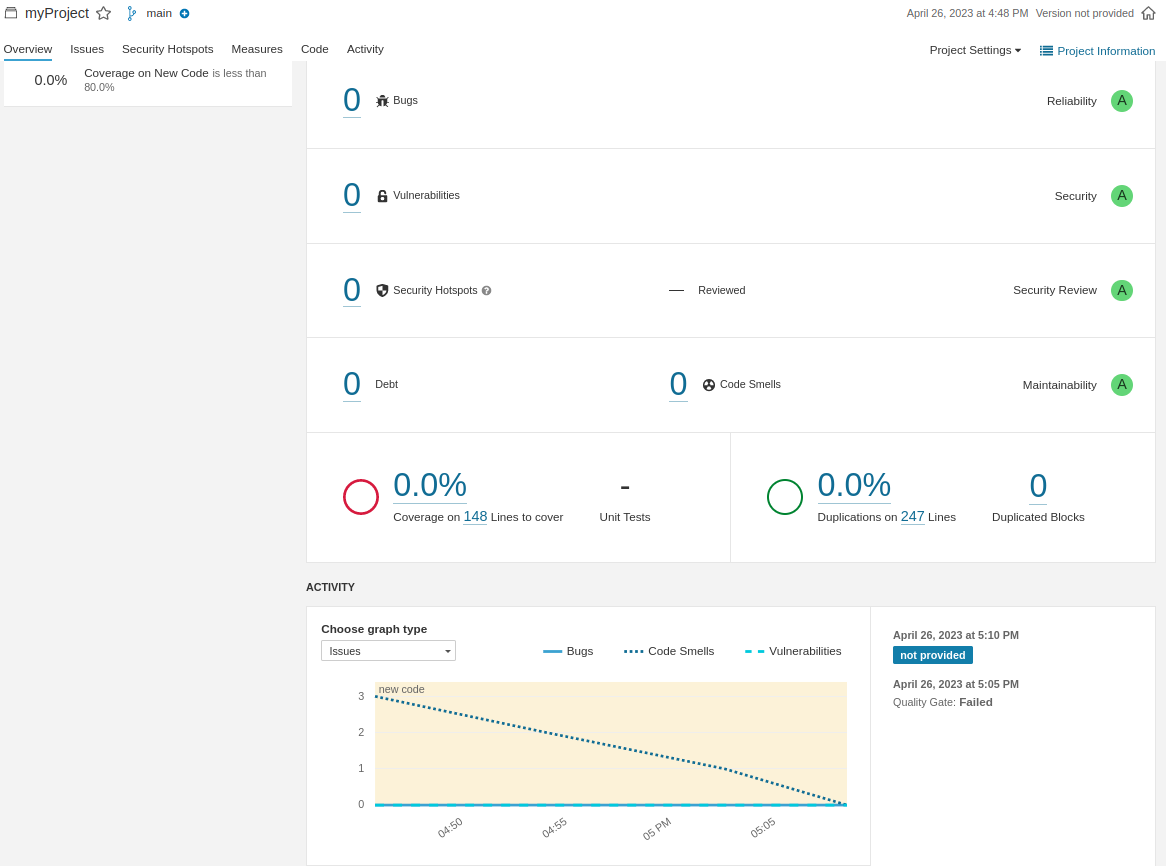 myProject main April 26, 2023 at 4:48 PM Version not provided
Overview Issues Security Hotspots Measures Code Activity Project Settings Project Information
0.0% Coverage on New Code is less than
80.0%
0 Bugs Reliability A
0 Vulnerabilities Security A
0 Security Hotspots ? — Reviewed Security Review A
0 Debt 0 Code Smells Maintainability A
0.0% - 0.0% 0
Coverage on 148 Lines to cover Unit Tests Duplications on 247 Lines Duplicated Blocks
ACTIVITY
Choose graph type
Issues Bugs Code Smells Vulnerabilities
new code
3
2
1
0
04:50 04:55 05 PM 05:05
April 26, 2023 at 5:10 PM
not provided
April 26, 2023 at 5:05 PM
Quality Gate: Failed